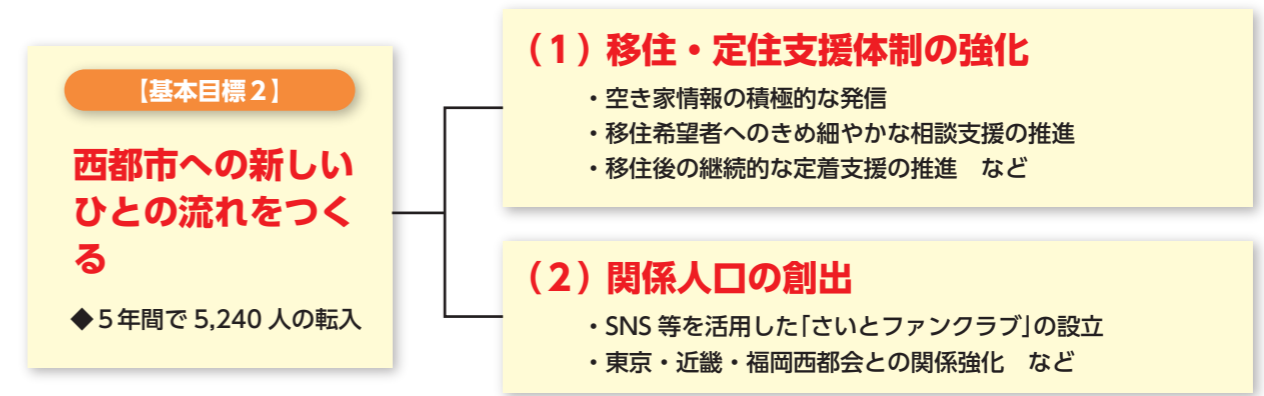 【基本目標2】
西都市への新しい
ひとの流れをつく
る
◆5年間で5,240人の転入
(1)移住・定住支援体制の強化
・空き家情報の積極的な発信
・移住希望者へのきめ細やかな相談支援の推進
・移住後の継続的な定着支援の推進　など
(2)関係人口の創出
・SNS等を活用した「さいとファンクラブ」の設立
・東京・近畿・福岡西都会との関係強化　など